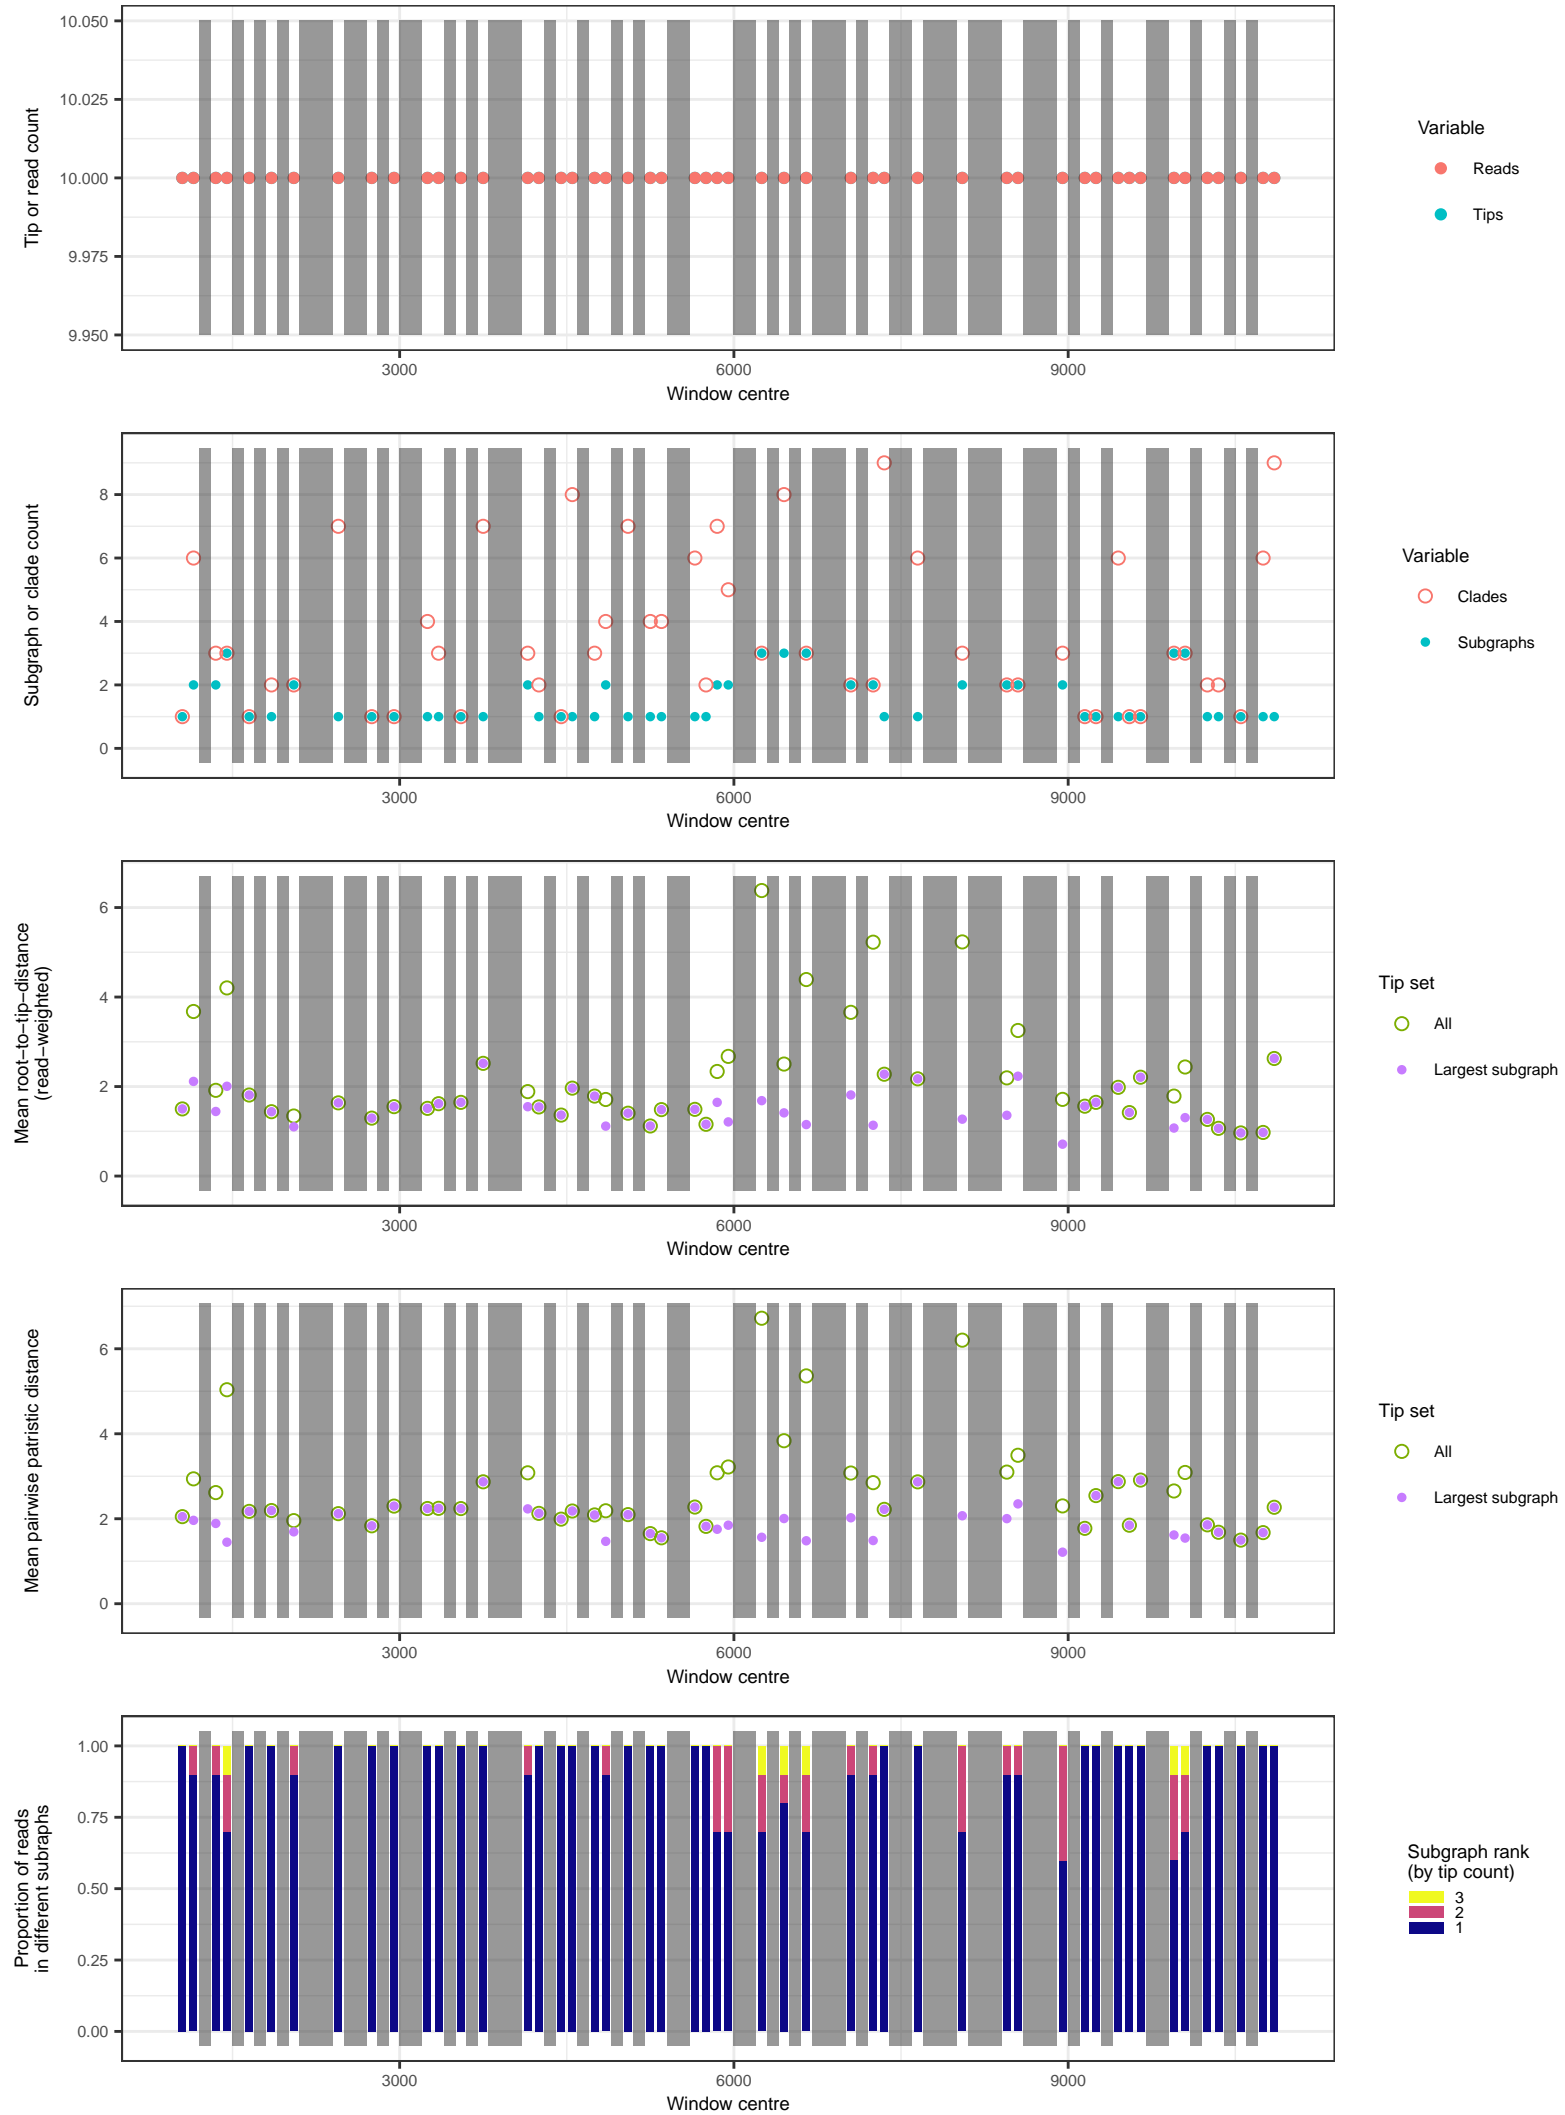 10.050
10.025
10.000
9.975
9.950
Tip or read count
3000 6000 9000
Window centre
Variable
Reads
Tips
8
6
4
2
0
Subgraph or clade count
3000 6000 9000
Window centre
Variable
Clades
Subgraphs
6
4
2
0
Mean root-to-tip-distance
(read-weighted)
3000 6000 9000
Window centre
Tip set
All
Largest subgraph
6
4
2
0
Mean pairwise patristic distance
3000 6000 9000
Window centre
Tip set
All
Largest subgraph
1.00
0.75
0.50
0.25
0.00
Proportion of reads
in different subraphs
3000 6000 9000
Window centre
Subgraph rank
(by tip count)
3
2
1